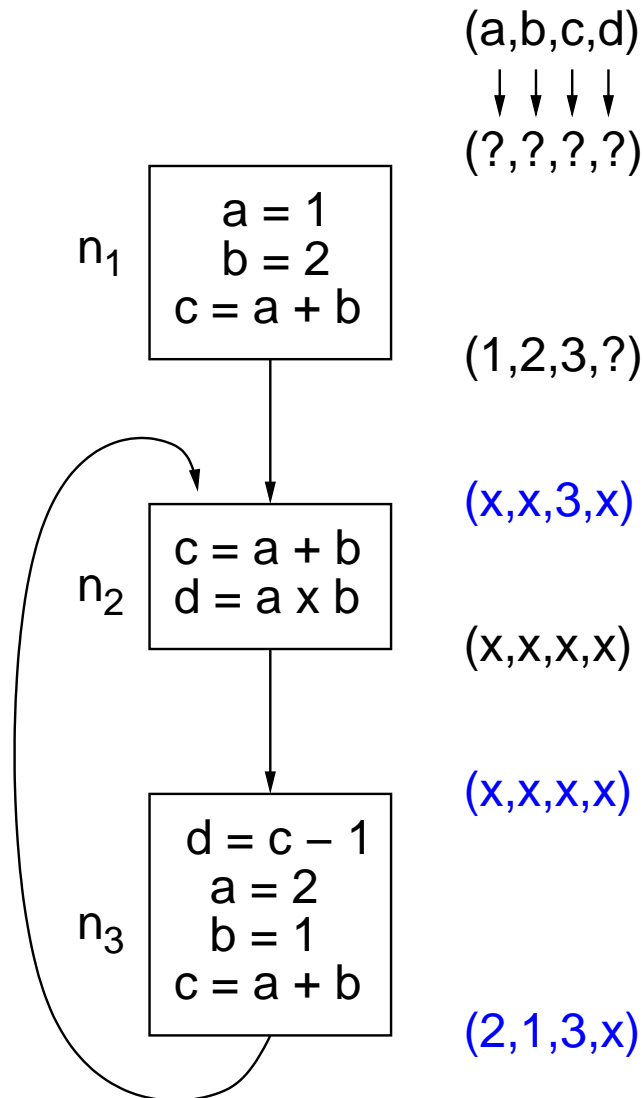 (a,b,c,d)
(?,?,?,?)
n₁
a = 1
b = 2
c = a + b
(1,2,3,?)
(x,x,3,x)
n₂
c = a + b
d = a x b
(x,x,x,x)
(x,x,x,x)
n₃
d = c – 1
a = 2
b = 1
c = a + b
(2,1,3,x)